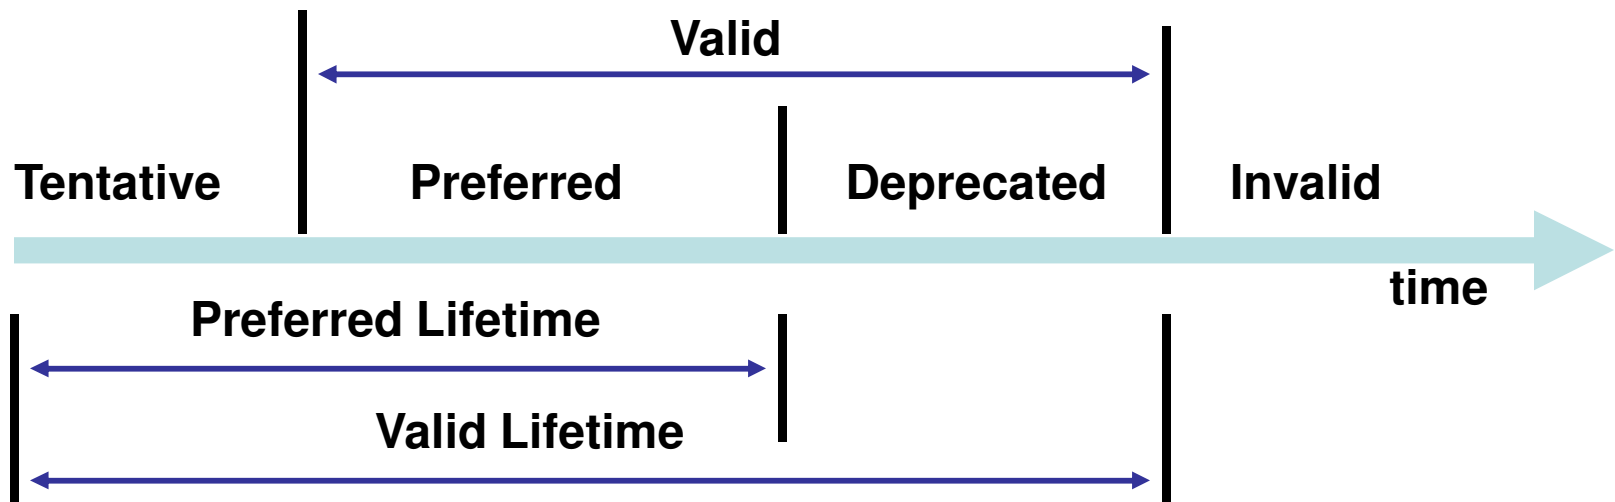 Valid
Tentative
Preferred
Deprecated
Invalid
time
Preferred Lifetime
Valid Lifetime